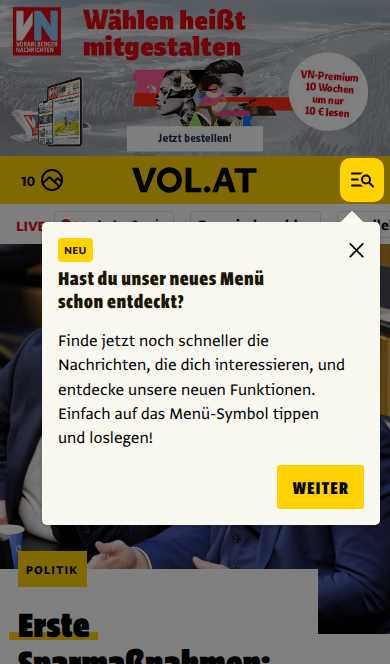 VN
VORARLBERGER
NACHRICHTEN
Wählen heißt
mitgestalten
VN-Premium
10 Wochen
um nur
10 € lesen
Jetzt bestellen!
10
VOL.AT
LIVE
NEU
Hast du unser neues Menü
schon entdeckt?
Finde jetzt noch schneller die
Nachrichten, die dich interessieren, und
entdecke unsere neuen Funktionen.
Einfach auf das Menü-Symbol tippen
und loslegen!
WEITER
POLITIK
Erste
Sparmaßnahmen: